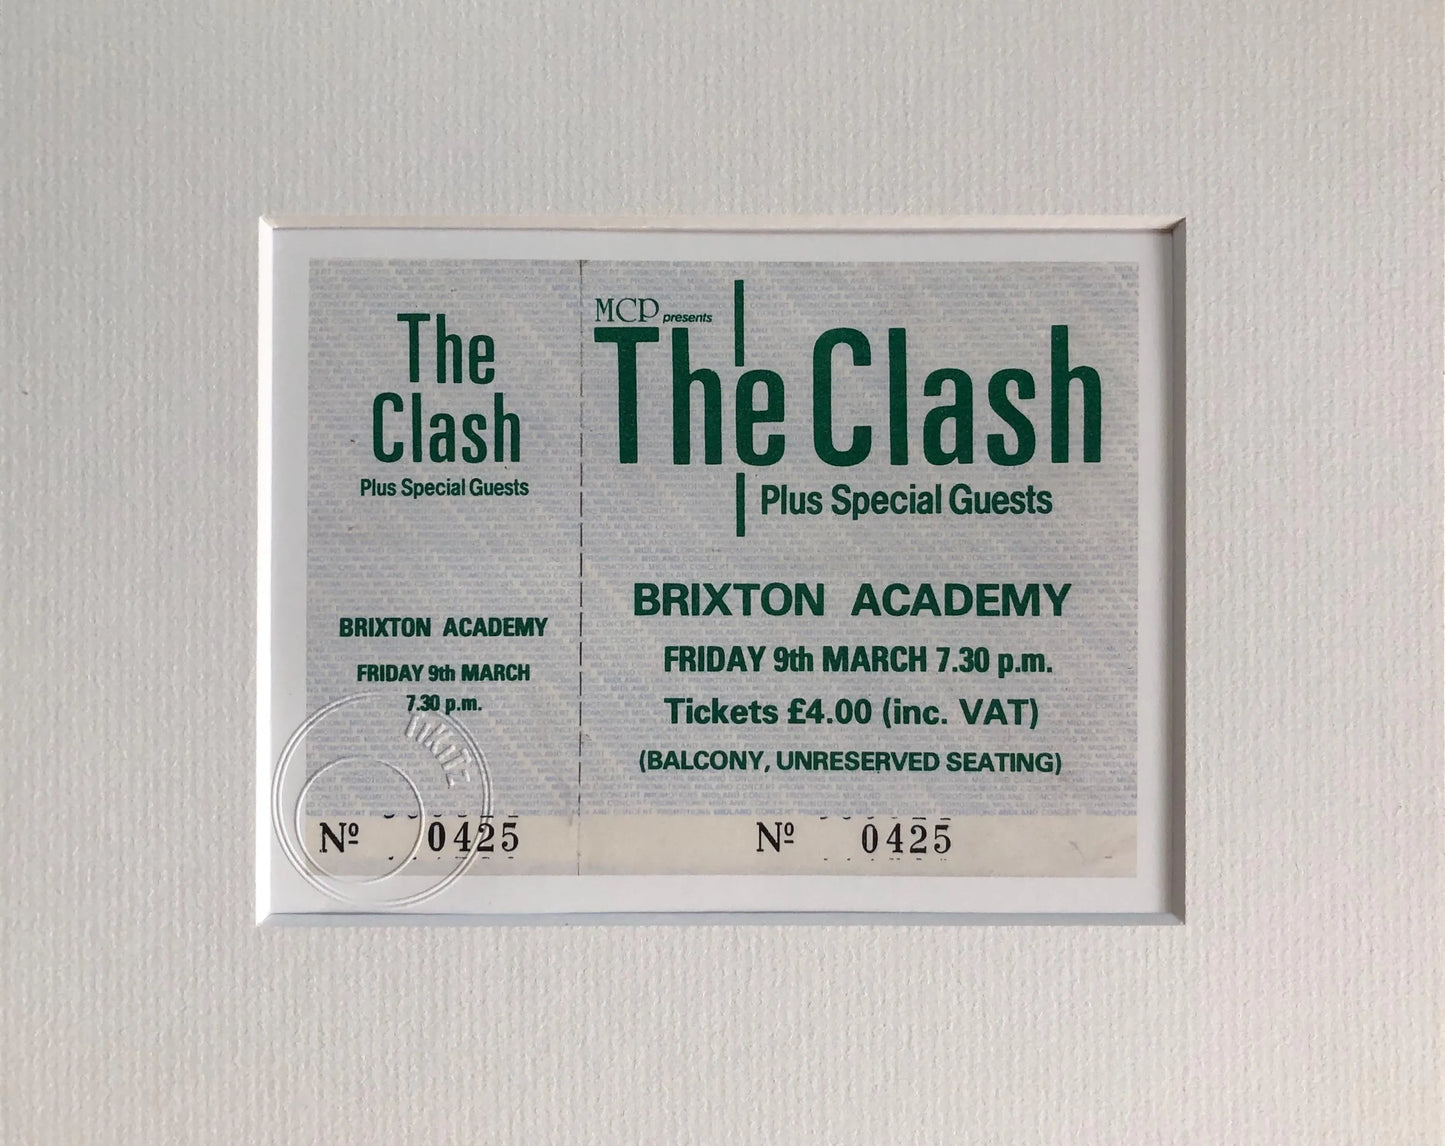 The
Clash
Plus Special Guests
BRIXTON ACADEMY
FRIDAY 9th MARCH
7.30 p.m.
Nº 0425
MCP presents
The Clash
Plus Special Guests
BRIXTON ACADEMY
FRIDAY 9th MARCH 7.30 p.m.
Tickets £4.00 (inc. VAT)
(BALCONY, UNRESERVED SEATING)
Nº 0425
tikitz